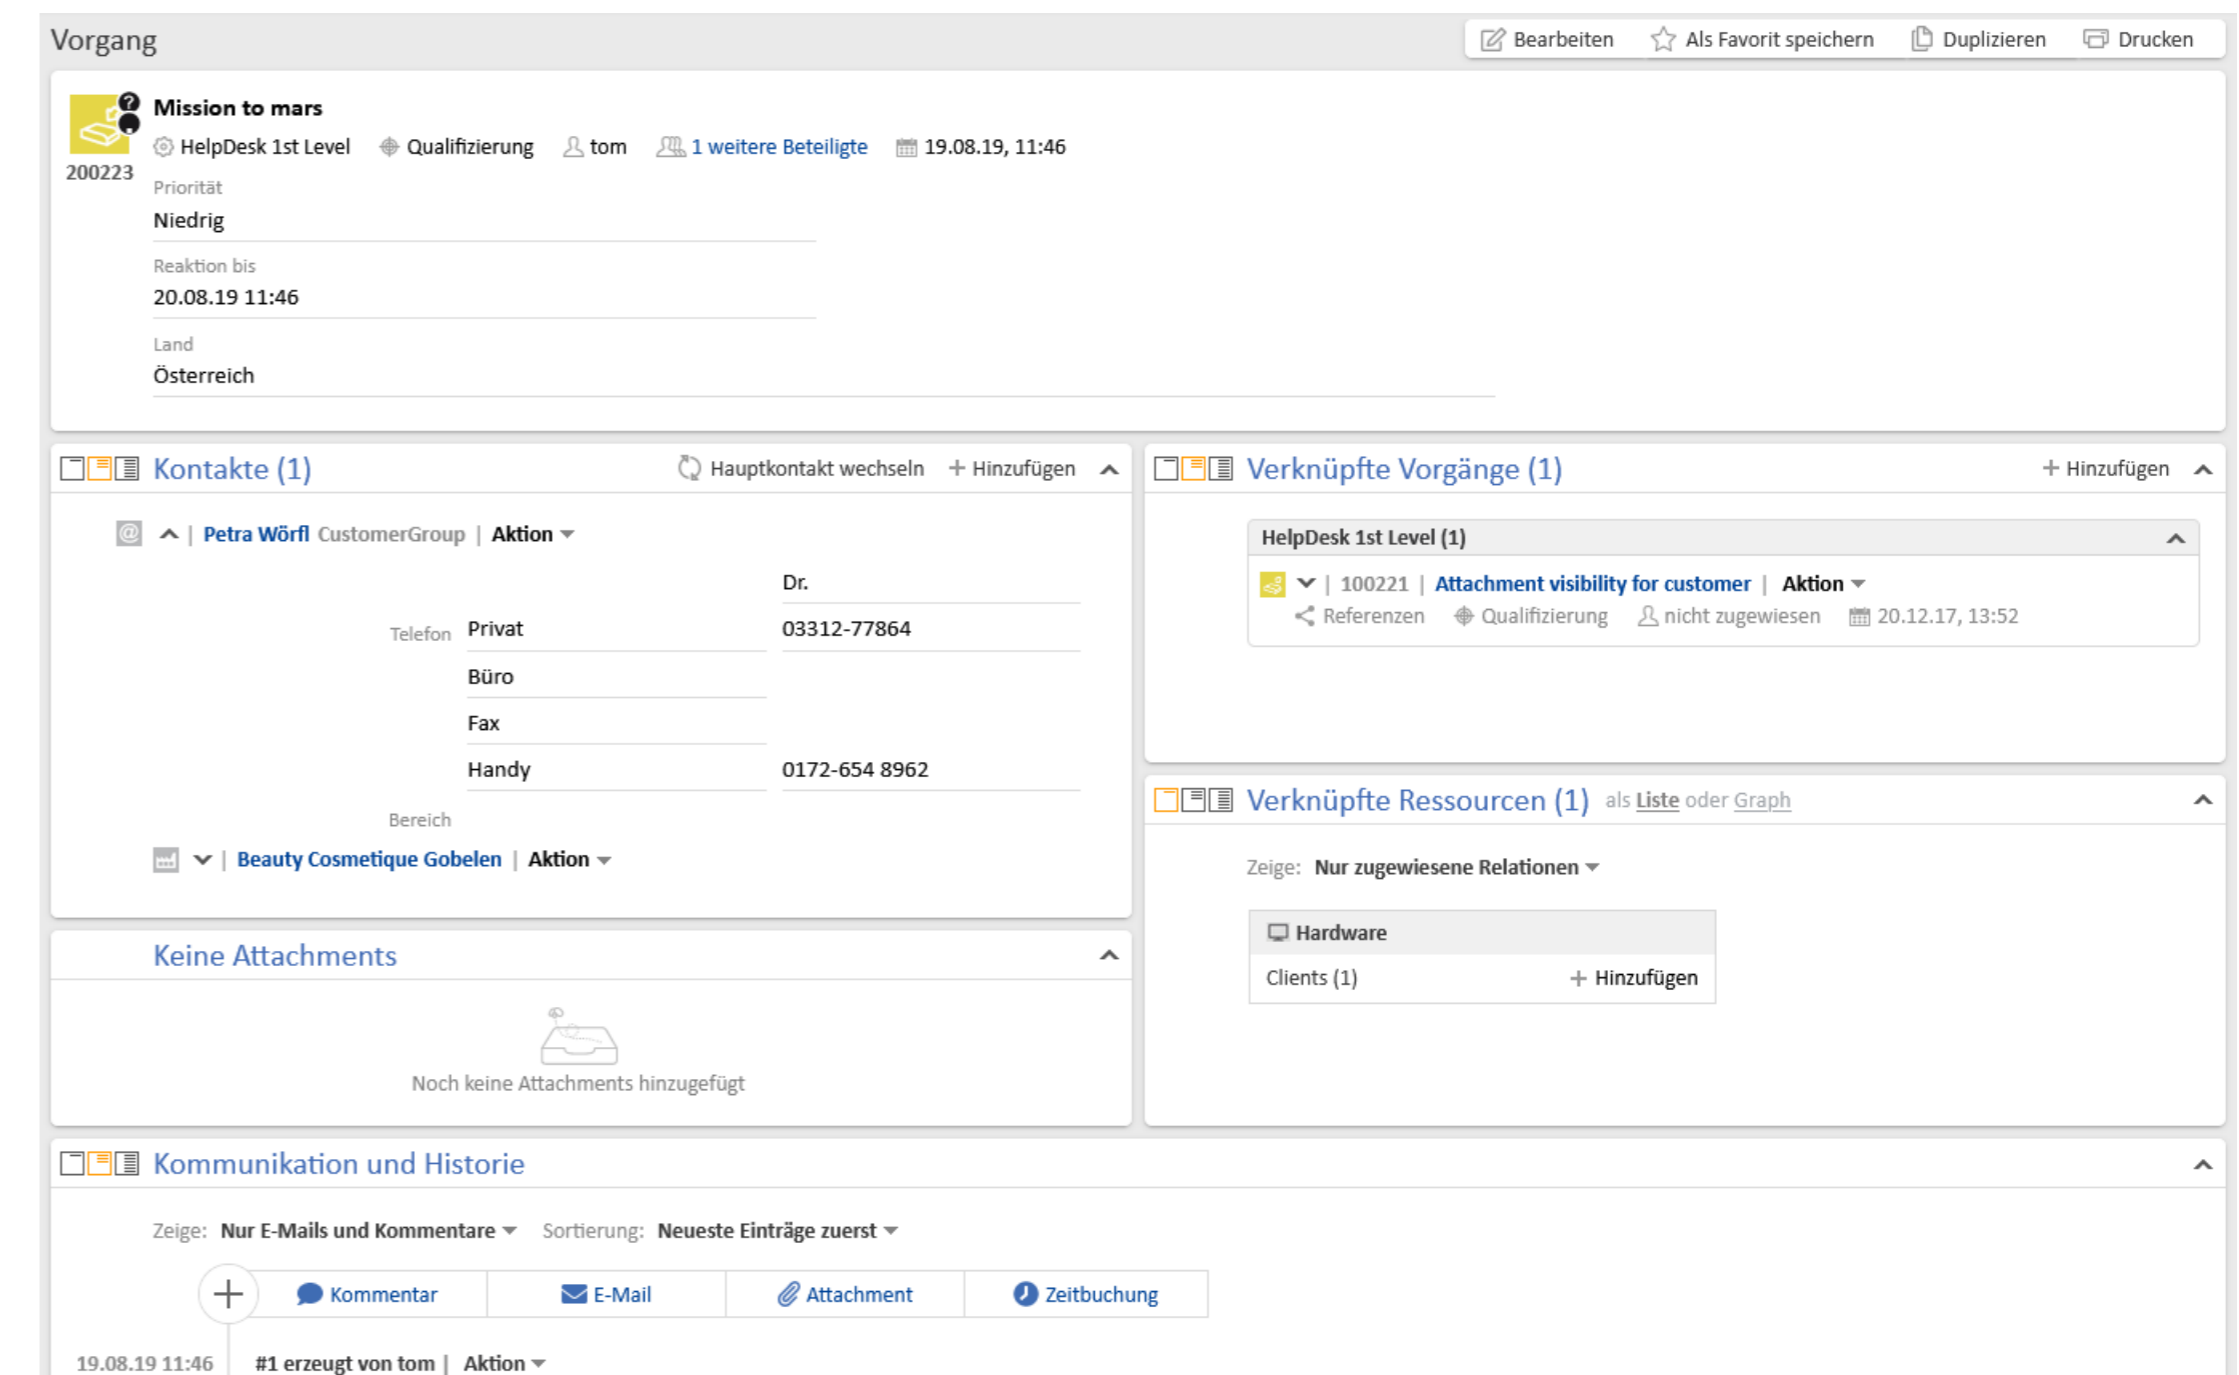 Vorgang
Bearbeiten Als Favorit speichern Duplizieren Drucken
Mission to mars
HelpDesk 1st Level Qualifizierung tom 1 weitere Beteiligte 19.08.19, 11:46
200223
Priorität
Niedrig
Reaktion bis
20.08.19 11:46
Land
Österreich
Kontakte (1) Hauptkontakt wechseln + Hinzufügen
@ | Petra Wörfl CustomerGroup | Aktion
Dr.
Telefon Privat 03312-77864
Büro
Fax
Handy 0172-654 8962
Bereich
| Beauty Cosmetique Gobelen | Aktion
Keine Attachments
Noch keine Attachments hinzugefügt
Verknüpfte Vorgänge (1) + Hinzufügen
HelpDesk 1st Level (1)
| 100221 | Attachment visibility for customer | Aktion
Referenzen Qualifizierung nicht zugewiesen 20.12.17, 13:52
Verknüpfte Ressourcen (1) als Liste oder Graph
Zeige: Nur zugewiesene Relationen
Hardware
Clients (1) + Hinzufügen
Kommunikation und Historie
Zeige: Nur E-Mails und Kommentare Sortierung: Neueste Einträge zuerst
+ Kommentar E-Mail Attachment Zeitbuchung
19.08.19 11:46 #1 erzeugt von tom | Aktion